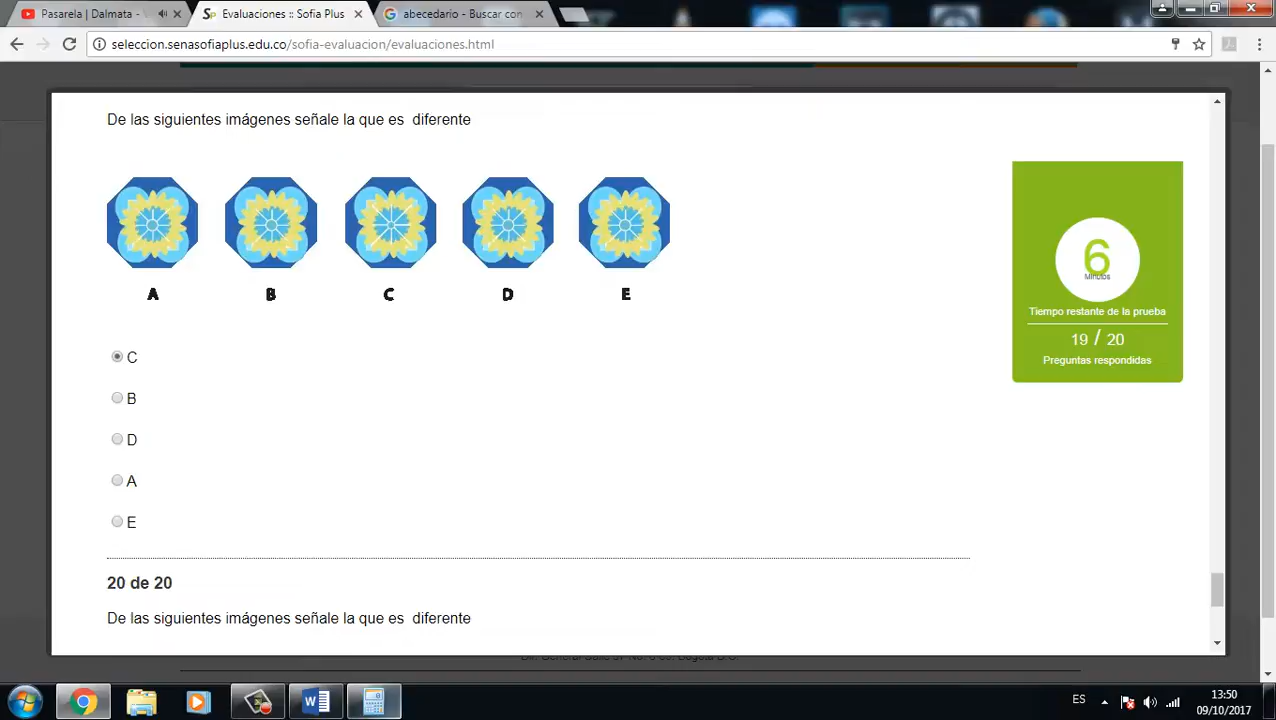 Pasarela | Dalmata -
Evaluaciones :: Sofia Plus
abecedario - Buscar con
seleccion.senasofiaplus.edu.co/sofia-evaluacion/evaluaciones.html
De las siguientes imágenes señale la que es diferente
A B C D E
6
Minutos
Tiempo restante de la prueba
19 / 20
Preguntas respondidas
C
B
D
A
E
20 de 20
De las siguientes imágenes señale la que es diferente
ES
13:50
09/10/2017